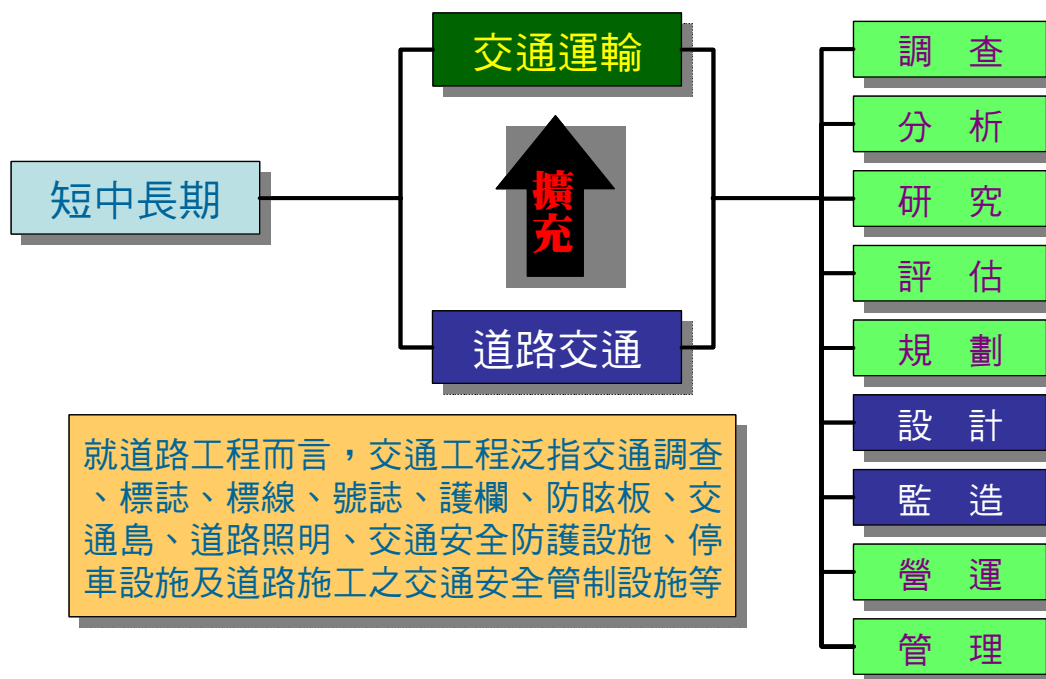 短中長期
交通運輸
擴充
道路交通
就道路工程而言，交通工程泛指交通調查
、標誌、標線、號誌、護欄、防眩板、交
通島、道路照明、交通安全防護設施、停
車設施及道路施工之交通安全管制設施等
調 查
分 析
研 究
評 估
規 劃
設 計
監 造
營 運
管 理